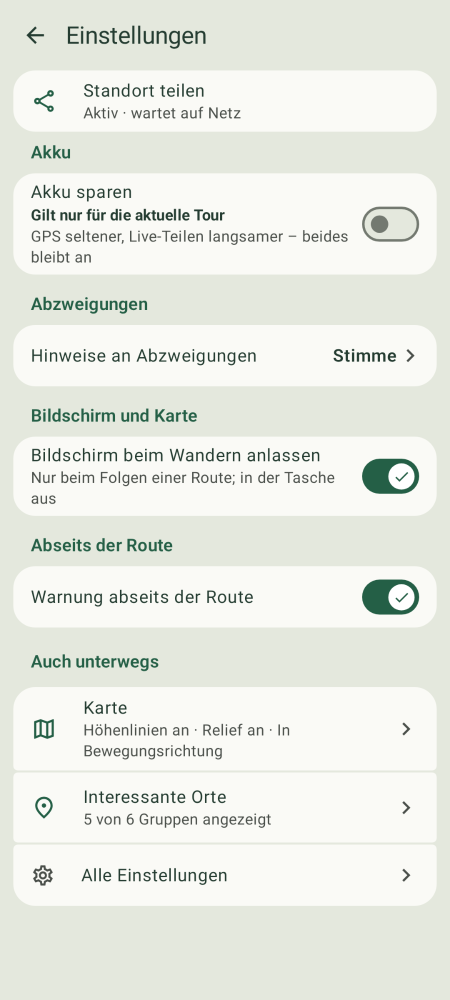 Einstellungen
Standort teilen
Aktiv · wartet auf Netz
Akku
Akku sparen
Gilt nur für die aktuelle Tour
GPS seltener, Live-Teilen langsamer – beides
bleibt an
Abzweigungen
Hinweise an Abzweigungen
Stimme
Bildschirm und Karte
Bildschirm beim Wandern anlassen
Nur beim Folgen einer Route; in der Tasche
aus
Abseits der Route
Warnung abseits der Route
Auch unterwegs
Karte
Höhenlinien an · Relief an · In
Bewegungsrichtung
Interessante Orte
5 von 6 Gruppen angezeigt
Alle Einstellungen